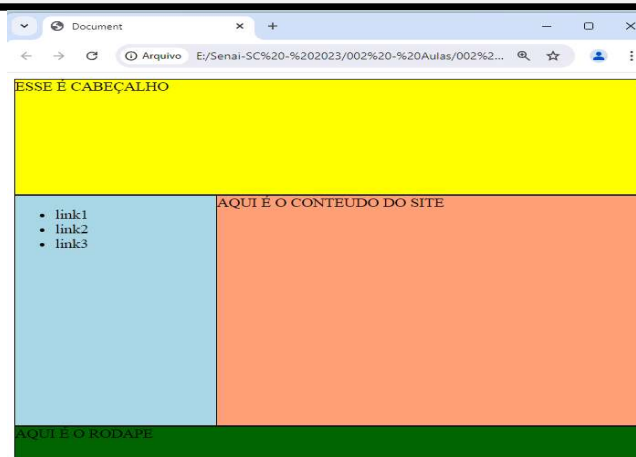 Document
Arquivo E:/Senai-SC%20-%202023/002%20-%20Aulas/002%2...
ESSE É CABEÇALHO
link1
link2
link3
AQUI É O CONTEUDO DO SITE
AQUI É O RODAPE